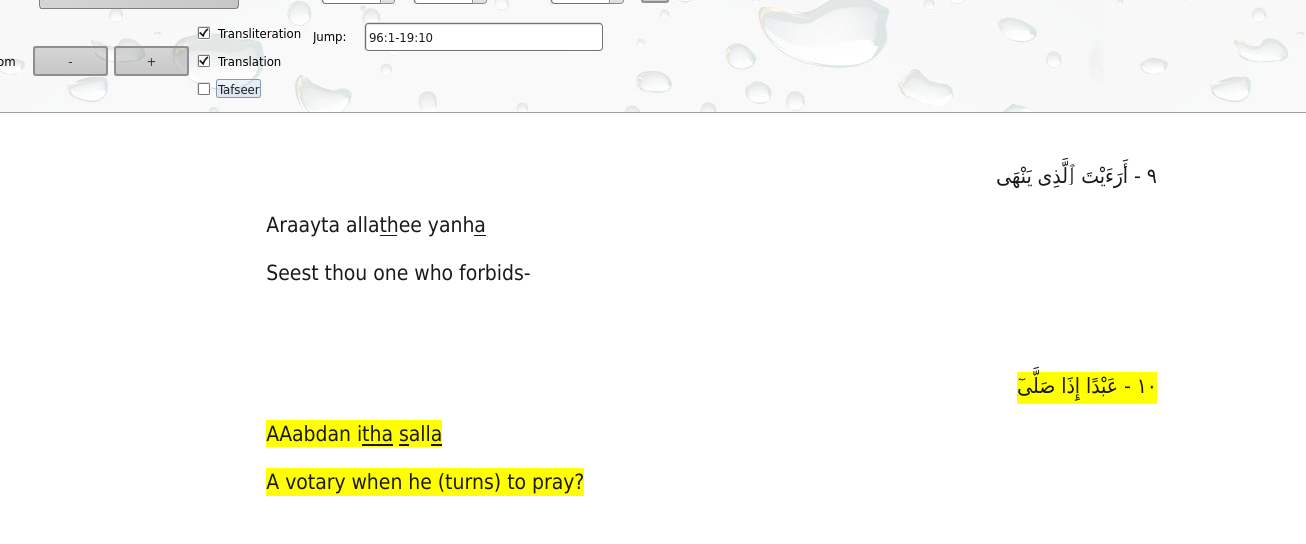 Transliteration Jump: 96:1-19:10
om - + Translation
Tafseer
٩ - أَرَءَيْتَ ٱلَّذِى يَنْهَى
Araayta allathee yanha
Seest thou one who forbids-
١٠ - عَبْدًا إِذَا صَلَّىٓ
AAabdan itha salla
A votary when he (turns) to pray?